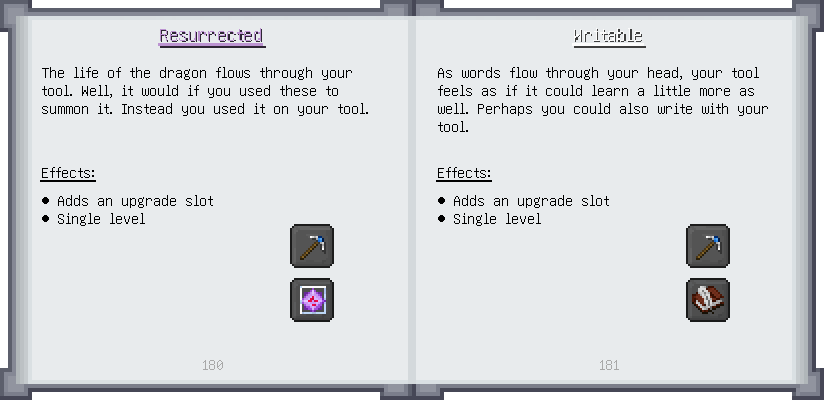 Resurrected
The life of the dragon flows through your
tool. Well, it would if you used these to
summon it. Instead you used it on your tool.
Effects:
● Adds an upgrade slot
● Single level
180
Writable
As words flow through your head, your tool
feels as if it could learn a little more as
well. Perhaps you could also write with your
tool.
Effects:
● Adds an upgrade slot
● Single level
181